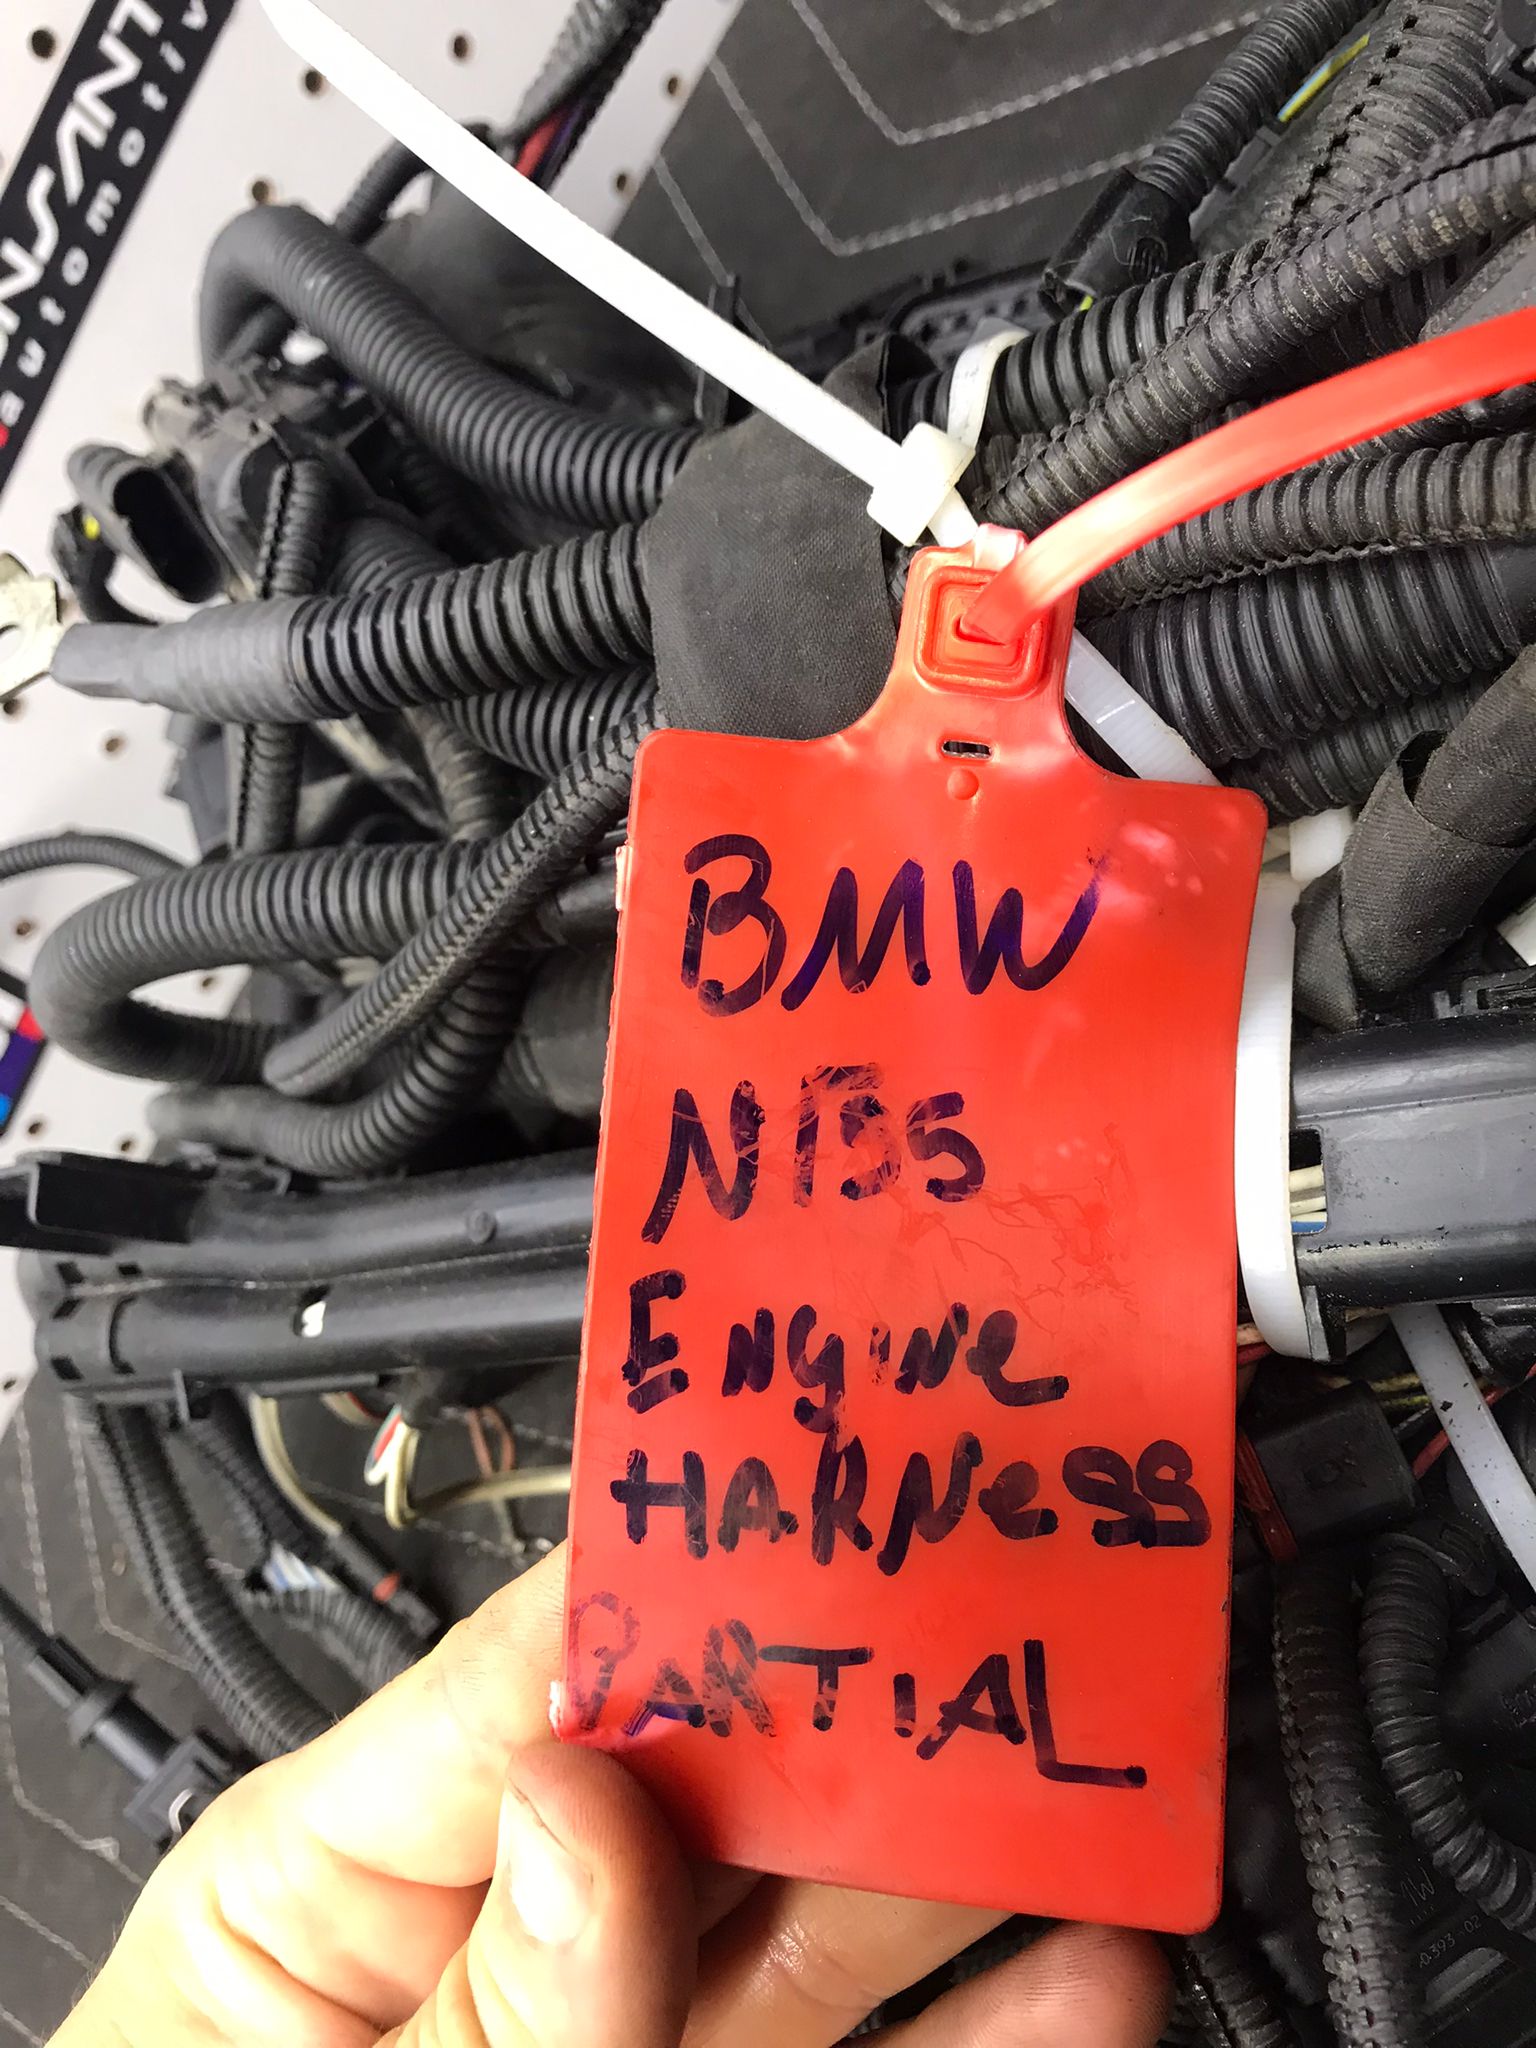 BMW
N55
ENgiNe
HARNeSS
PARTIAL